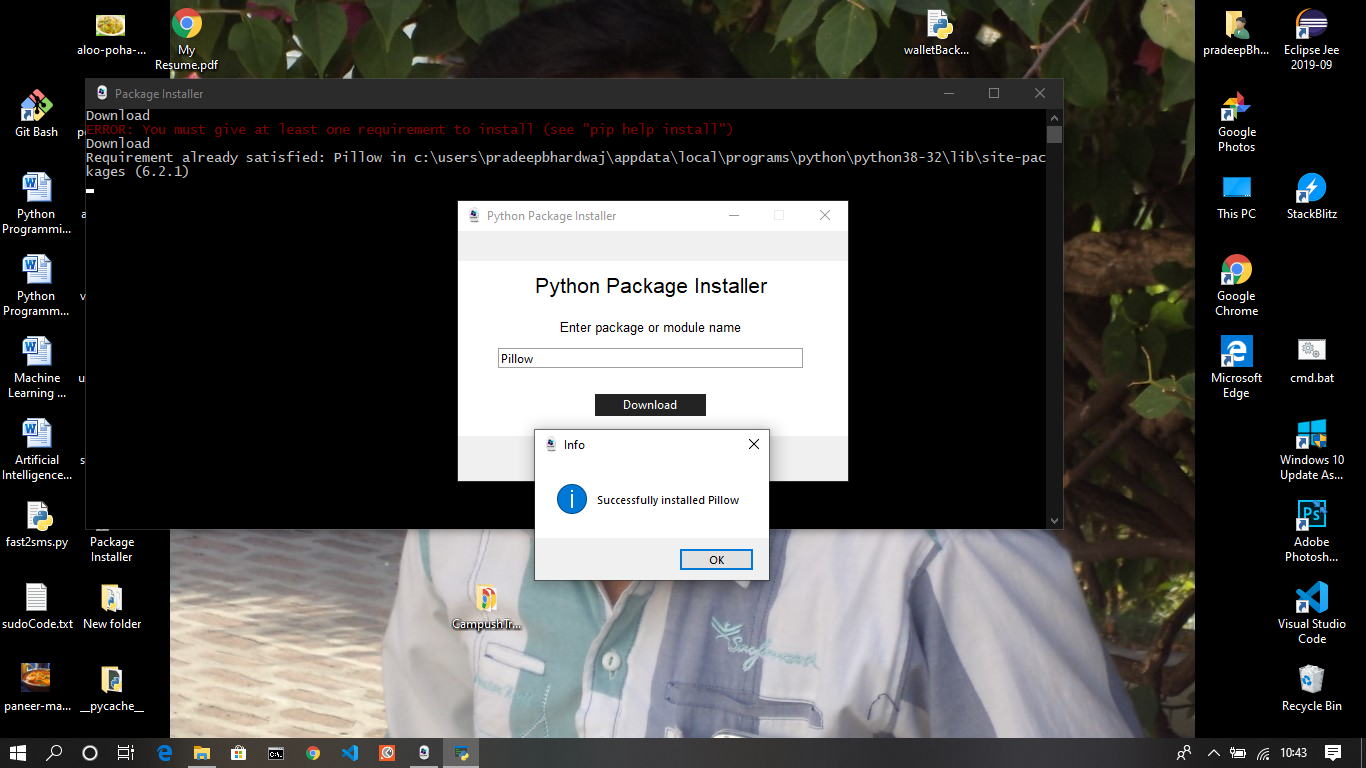 aloo-poha-...
My
Resume.pdf
walletBack...
pradeepBh...
Eclipse Jee
2019-09
Package Installer
Download
ERROR: You must give at least one requirement to install (see "pip help install")
Download
Requirement already satisfied: Pillow in c:\users\pradeepbhardwaj\appdata\local\programs\python\python38-32\lib\site-pac
kages (6.2.1)
Python Package Installer
Python Package Installer
Enter package or module name
Pillow
Download
Info
Successfully installed Pillow
OK
Git Bash
Python
Programmi...
Python
Programm...
Machine
Learning ...
Artificial
Intelligence...
fast2sms.py
Package
Installer
sudoCode.txt
New folder
paneer-ma...
__pycache__
CampushTr...
Google
Photos
This PC
StackBlitz
Google
Chrome
Microsoft
Edge
cmd.bat
Windows 10
Update As...
Adobe
Photosh...
Visual Studio
Code
Recycle Bin
10:43